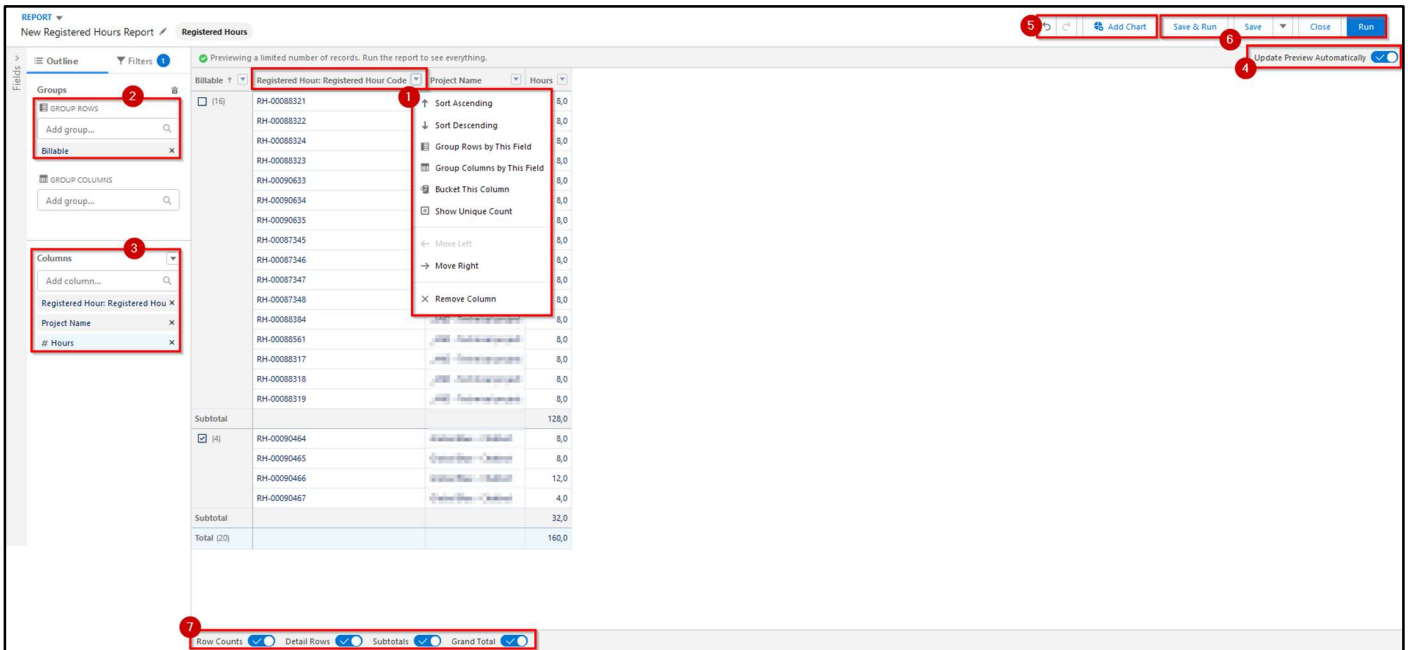 REPORT
New Registered Hours Report Registered Hours
5 Add Chart Save & Run Save Close Run
6
Fields
Outline Filters 1
Previewing a limited number of records. Run the report to see everything.
Update Preview Automatically
4
Groups
2
GROUP ROWS
Add group...
Billable
GROUP COLUMNS
Add group...
3
Columns
Add column...
Registered Hour: Registered Hou
Project Name
# Hours
Billable ↑ Registered Hour: Registered Hour Code Project Name Hours
1
Sort Ascending
Sort Descending
Group Rows by This Field
Group Columns by This Field
Bucket This Column
Show Unique Count
Move Left
Move Right
Remove Column
(16) RH-00088321 8,0
RH-00088322 8,0
RH-00088324 8,0
RH-00088323 8,0
RH-00090633 8,0
RH-00090634 8,0
RH-00090635 8,0
RH-00087345 8,0
RH-00087346 8,0
RH-00087347 8,0
RH-00087348 8,0
RH-00088384 8,0
RH-00088561 8,0
RH-00088317 8,0
RH-00088318 8,0
RH-00088319 8,0
Subtotal 128,0
(4) RH-00090464 8,0
RH-00090465 8,0
RH-00090466 12,0
RH-00090467 4,0
Subtotal 32,0
Total (20) 160,0
7
Row Counts Detail Rows Subtotals Grand Total